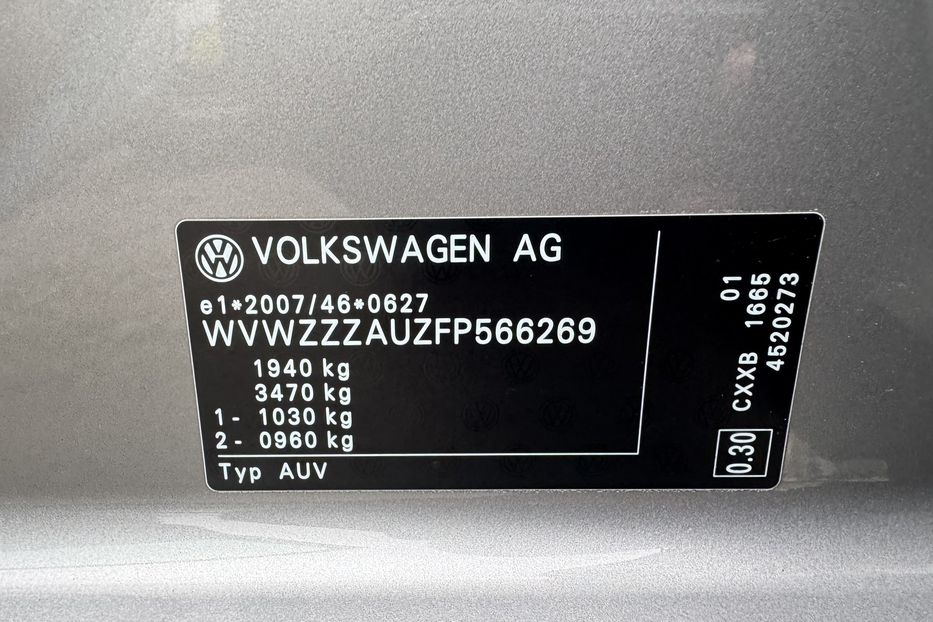 VOLKSWAGEN AG
e1*2007/46*0627
WVWZZZAUZFP566269
1940 kg
3470 kg
1- 1030 kg
2- 0960 kg
Typ AUV
01
CXXB 1665
4520273
0.30